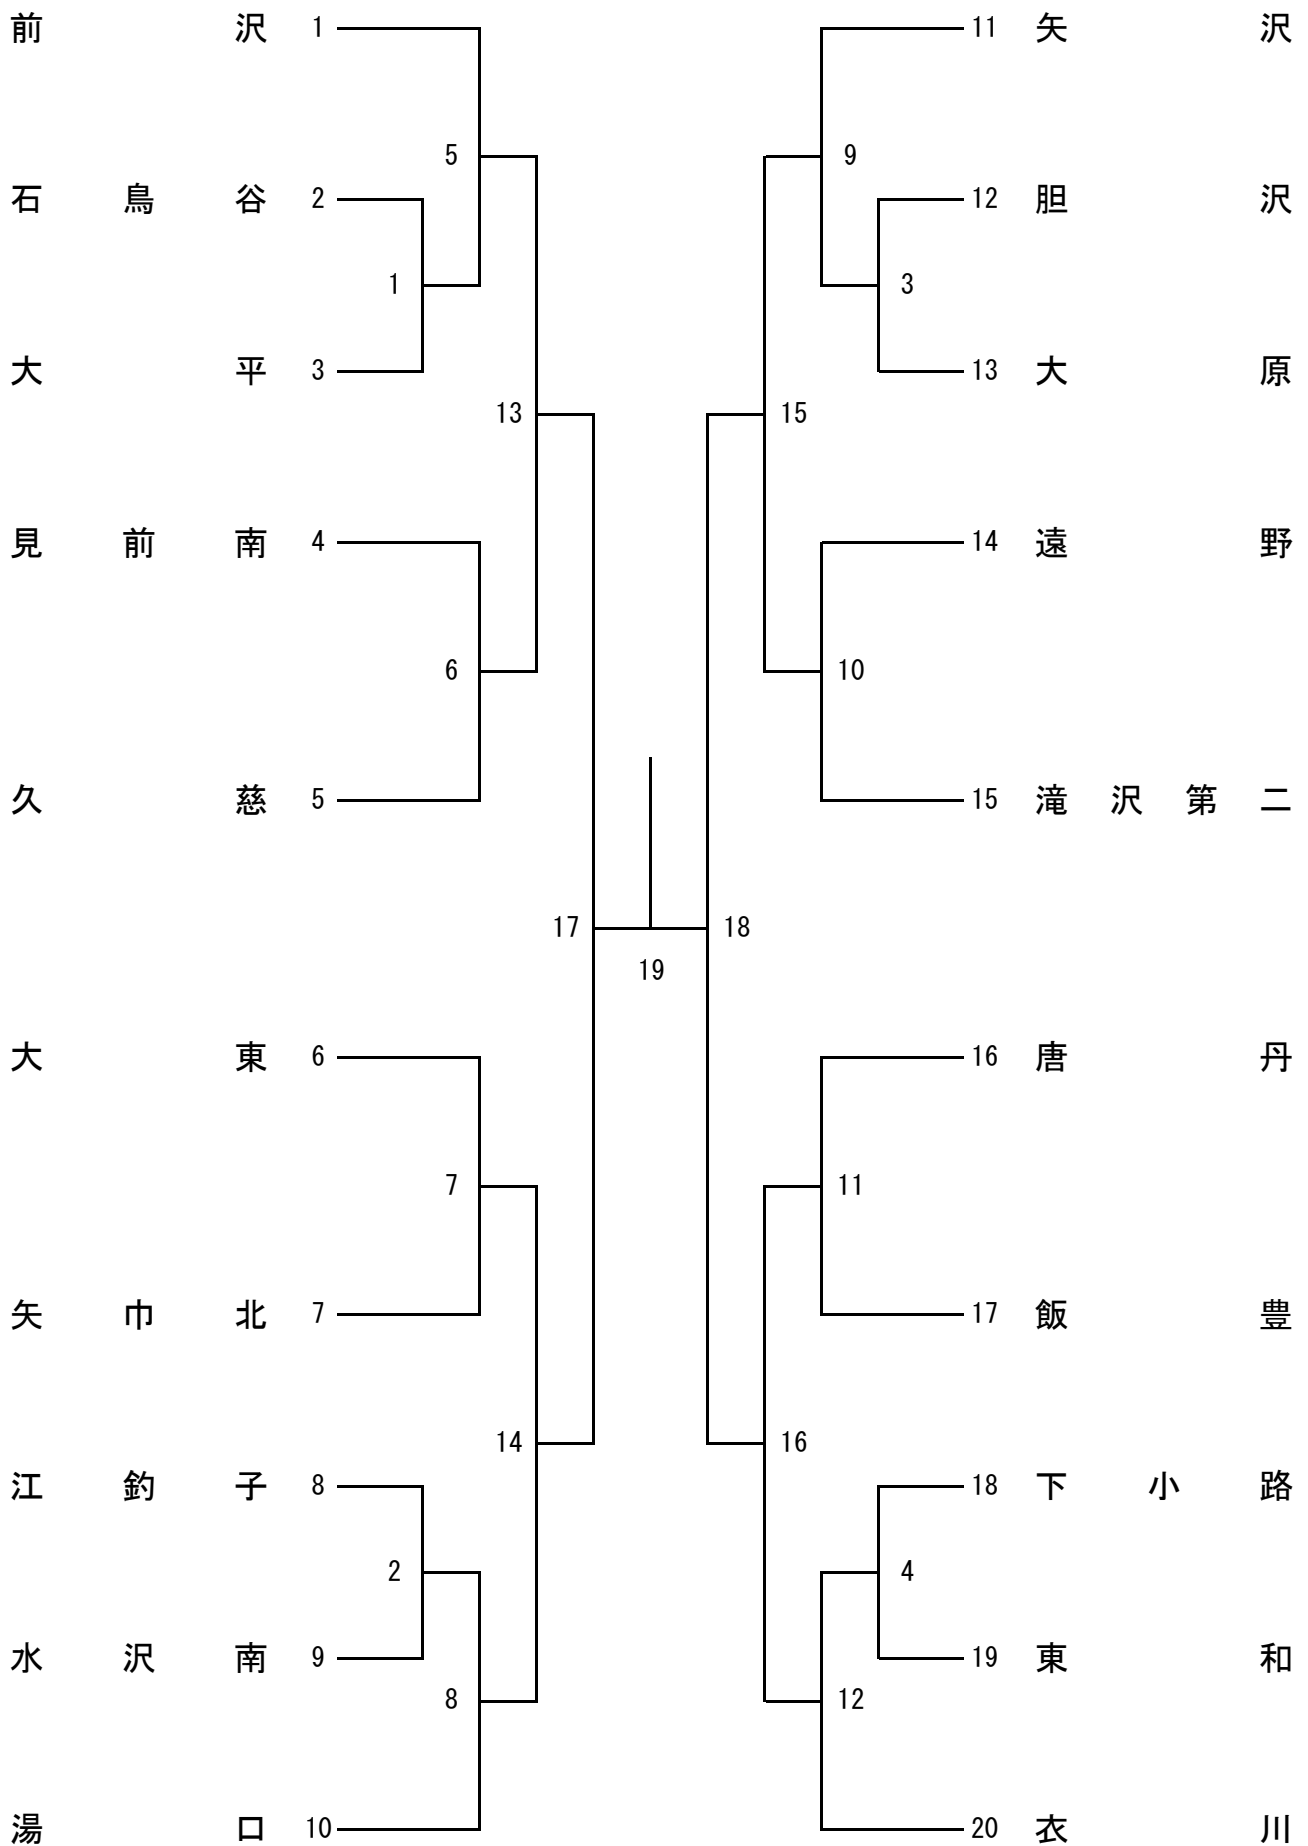 前沢 1 11 矢沢
5 9
石鳥谷 2 12 胆沢
1 3
大平 3 13 大原
13 15
見前南 4 14 遠野
6 10
久慈 5 15 滝沢第二
17 18
19
大東 6 16 唐丹
7 11
矢巾北 7 17 飯豊
14 16
江釣子 8 18 下小路
2 4
水沢南 9 19 東和
8 12
湯口 10 20 衣川